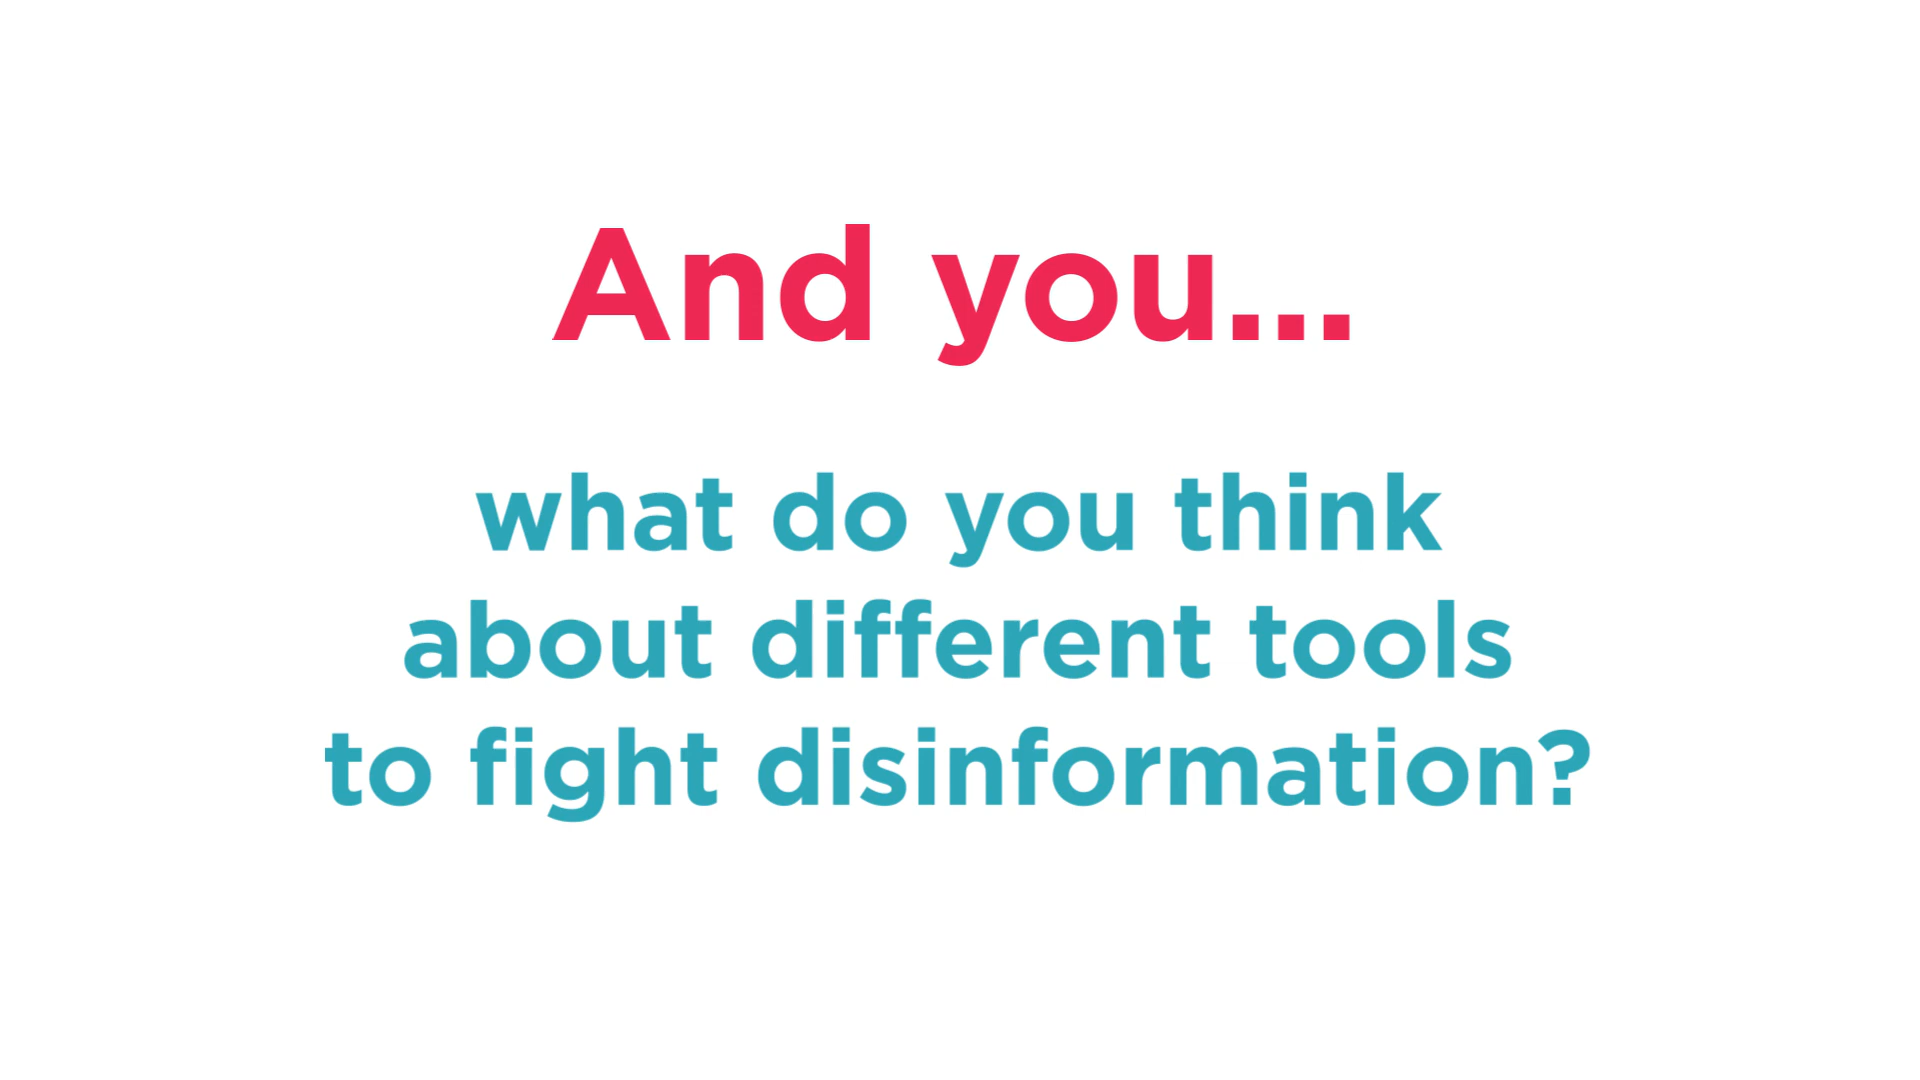 And you...
what do you think
about different tools
to fight disinformation?